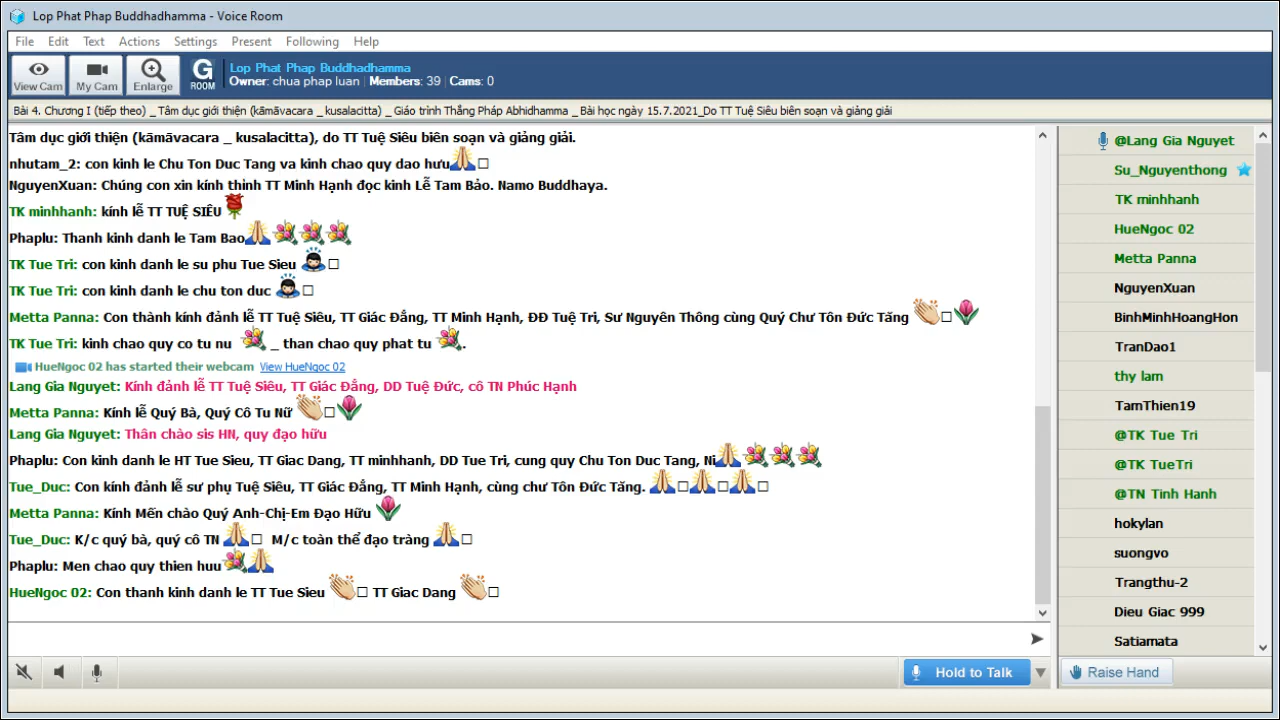 Lop Phat Phap Buddhadhamma - Voice Room
File Edit Text Actions Settings Present Following Help
View Cam My Cam Enlarge G ROOM
Lop Phat Phap Buddhadhamma
Owner: chua phap luan Members: 39 Cams: 0
Bài 4. Chương I (tiếp theo) _ Tâm dục giới thiện (kāmāvacara _ kusalacitta) _ Giáo trình Thắng Pháp Abhidhamma _ Bài học ngày 15.7.2021_Do TT Tuệ Siêu biên soạn và giảng giải
Tâm dục giới thiện (kāmāvacara _ kusalacitta), do TT Tuệ Siêu biên soạn và giảng giải.
nhutam_2: con kinh le Chu Ton Duc Tang va kinh chao quy dao hưu🙏□
NguyenXuan: Chúng con xin kính thỉnh TT Minh Hạnh đọc kinh Lễ Tam Bảo. Namo Buddhaya.
TK minhhanh: kính lễ TT TUỆ SIÊU🌹
Phaplu: Thanh kinh danh le Tam Bao🙏💐💐💐
TK Tue Tri: con kinh danh le su phu Tue Sieu 🙇□
TK Tue Tri: con kinh danh le chu ton duc 🙇□
Metta Panna: Con thành kính đảnh lễ TT Tuệ Siêu, TT Giác Đẳng, TT Minh Hạnh, ĐĐ Tuệ Trì, Sư Nguyên Thông cùng Quý Chư Tôn Đức Tăng 👏□🌷
TK Tue Tri: kinh chao quy co tu nu 💐 _ than chao quy phat tu 💐.
HueNgoc 02 has started their webcam View HueNgoc 02
Lang Gia Nguyet: Kính đảnh lễ TT Tuệ Siêu, TT Giác Đẳng, DD Tuệ Đức, cô TN Phúc Hạnh
Metta Panna: Kính lễ Quý Bà, Quý Cô Tu Nữ 👏□🌷
Lang Gia Nguyet: Thân chào sis HN, quy đạo hữu
Phaplu: Con kinh danh le HT Tue Sieu, TT Giac Dang, TT minhhanh, DD Tue Tri, cung quy Chu Ton Duc Tang, Ni🙏💐💐💐
Tue_Duc: Con kính đảnh lễ sư phụ Tuệ Siêu, TT Giác Đẳng, TT Minh Hạnh, cùng chư Tôn Đức Tăng. 🙏□🙏□🙏□
Metta Panna: Kính Mến chào Quý Anh-Chị-Em Đạo Hữu 🌷
Tue_Duc: K/c quý bà, quý cô TN 🙏□ M/c toàn thể đạo tràng 🙏□
Phaplu: Men chao quy thien huu💐🙏
HueNgoc 02: Con thanh kinh danh le TT Tue Sieu 👏□ TT Giac Dang 👏□
Hold to Talk
@Lang Gia Nguyet
Su_Nguyenthong
TK minhhanh
HueNgoc 02
Metta Panna
NguyenXuan
BinhMinhHoangHon
TranDao1
thy lam
TamThien19
@TK Tue Tri
@TK TueTri
@TN Tinh Hanh
hokylan
suongvo
Trangthu-2
Dieu Giac 999
Satiamata
Raise Hand